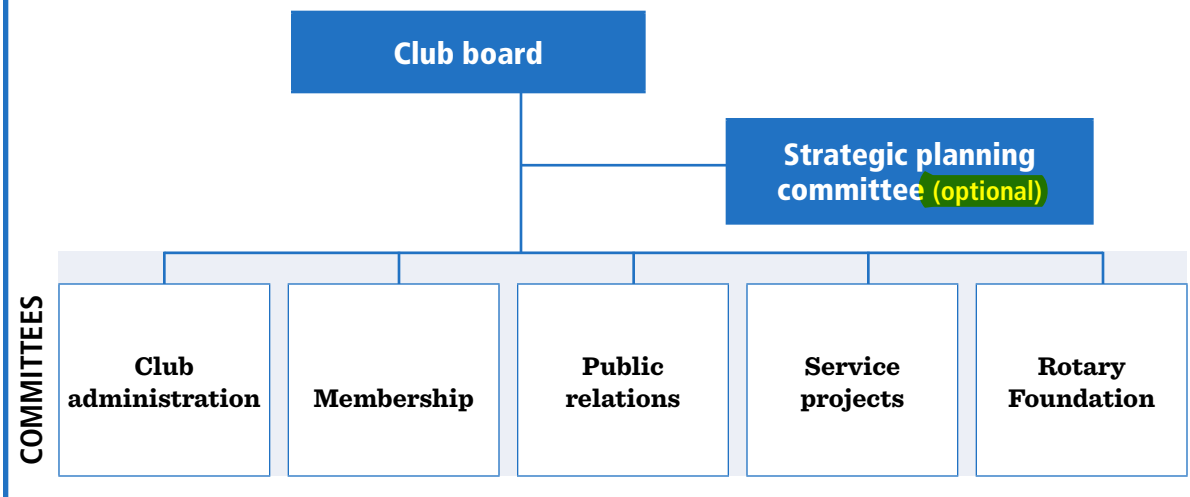 Club board
Strategic planning
committee (optional)
COMMITTEES
Club
administration
Membership
Public
relations
Service
projects
Rotary
Foundation